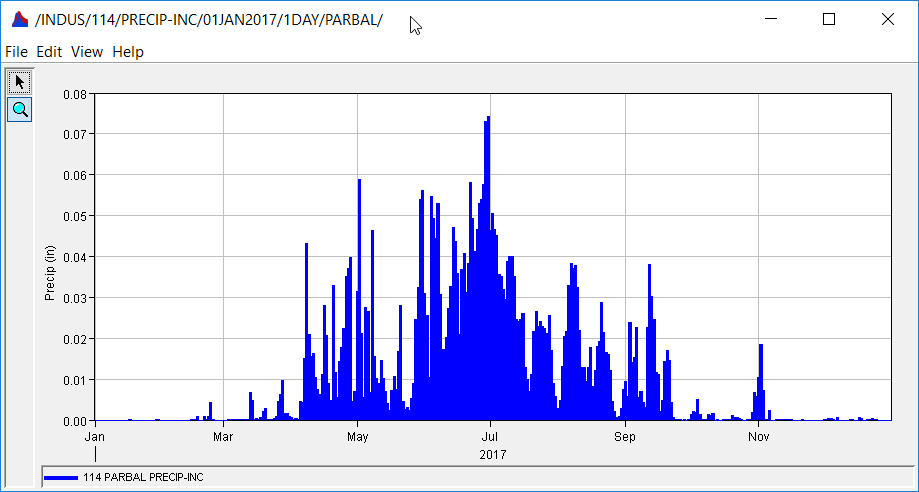 /INDUS/114/PRECIP-INC/01JAN2017/1DAY/PARBAL/
File Edit View Help
0.08
0.07
0.06
0.05
0.04
0.03
0.02
0.01
0.00
Precip (in)
Jan Mar May Jul Sep Nov
2017
114 PARBAL PRECIP-INC